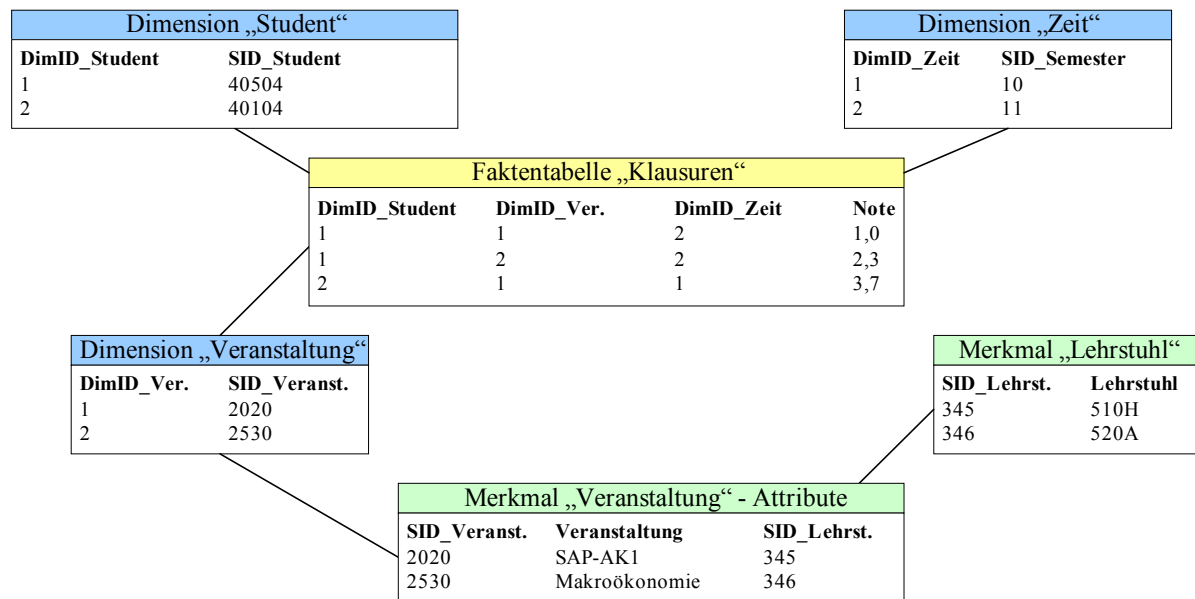 Dimension „Student“
DimID_Student SID_Student
1 40504
2 40104
Dimension „Zeit“
DimID_Zeit SID_Semester
1 10
2 11
Faktentabelle „Klausuren“
DimID_Student DimID_Ver. DimID_Zeit Note
1 1 2 1,0
1 2 2 2,3
2 1 1 3,7
Dimension „Veranstaltung“
DimID_Ver. SID_Veranst.
1 2020
2 2530
Merkmal „Lehrstuhl“
SID_Lehrst. Lehrstuhl
345 510H
346 520A
Merkmal „Veranstaltung“ - Attribute
SID_Veranst. Veranstaltung SID_Lehrst.
2020 SAP-AK1 345
2530 Makroökonomie 346